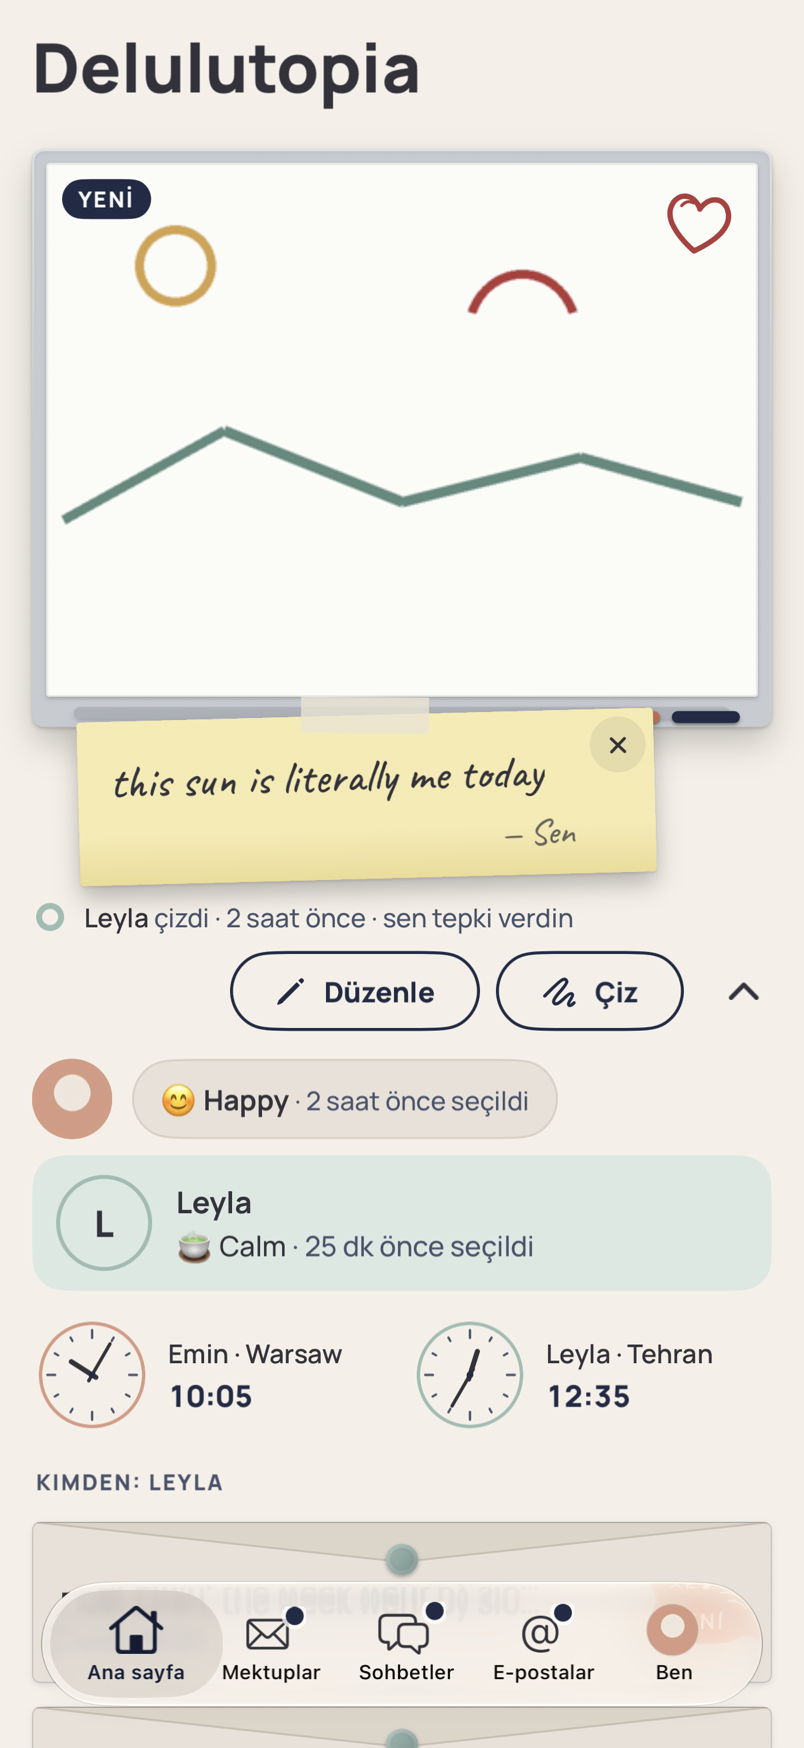 Delulutopia
YENİ
this sun is literally me today
– Sen
Leyla çizdi · 2 saat önce · sen tepki verdin
Düzenle
Çiz
😊 Happy · 2 saat önce seçildi
L
Leyla
🍵 Calm · 25 dk önce seçildi
Emin · Warsaw
10:05
Leyla · Tehran
12:35
KIMDEN: LEYLA
Ana sayfa
Mektuplar
Sohbetler
E-postalar
Ben